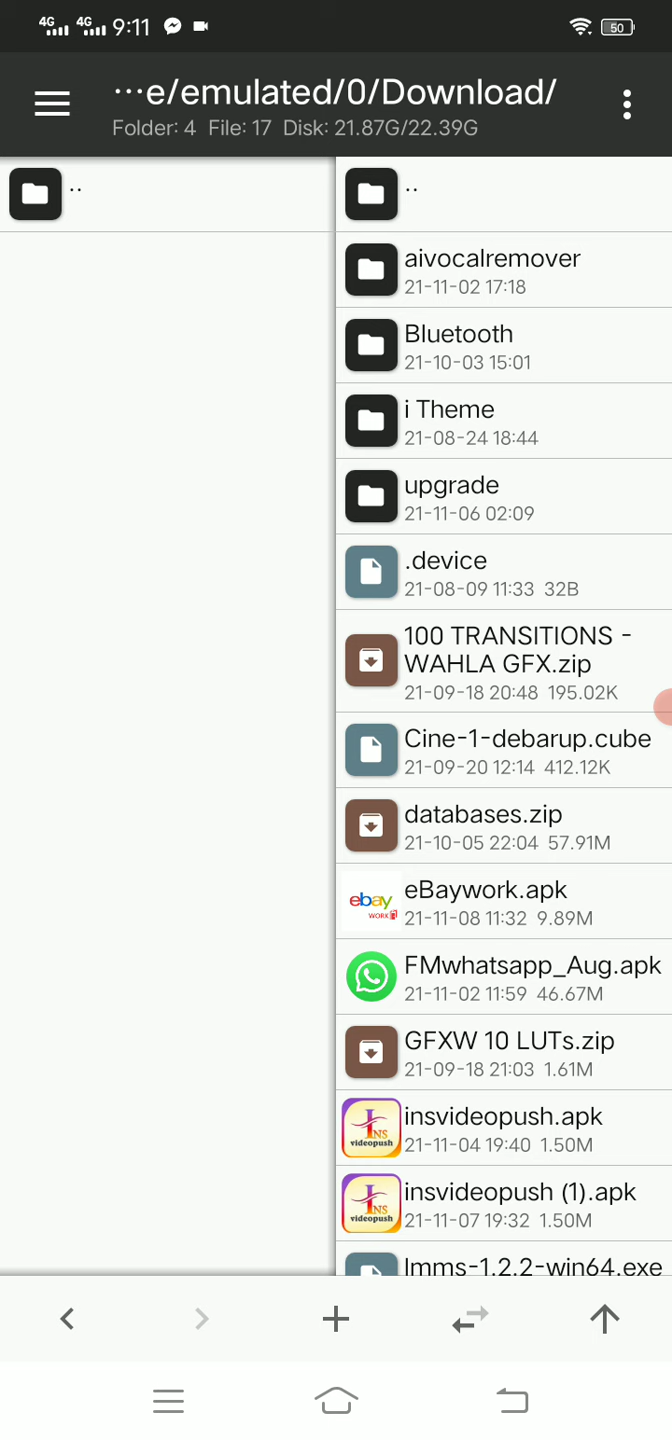 4G 4G 9:11 50
···e/emulated/0/Download/
Folder: 4 File: 17 Disk: 21.87G/22.39G
..
..
aivocalremover
21-11-02 17:18
Bluetooth
21-10-03 15:01
i Theme
21-08-24 18:44
upgrade
21-11-06 02:09
.device
21-08-09 11:33 32B
100 TRANSITIONS -
WAHLA GFX.zip
21-09-18 20:48 195.02K
Cine-1-debarup.cube
21-09-20 12:14 412.12K
databases.zip
21-10-05 22:04 57.91M
ebay
WORK
eBaywork.apk
21-11-08 11:32 9.89M
FMwhatsapp_Aug.apk
21-11-02 11:59 46.67M
GFXW 10 LUTs.zip
21-09-18 21:03 1.61M
INS
videopush
insvideopush.apk
21-11-04 19:40 1.50M
INS
videopush
insvideopush (1).apk
21-11-07 19:32 1.50M
lmms-1.2.2-win64.exe